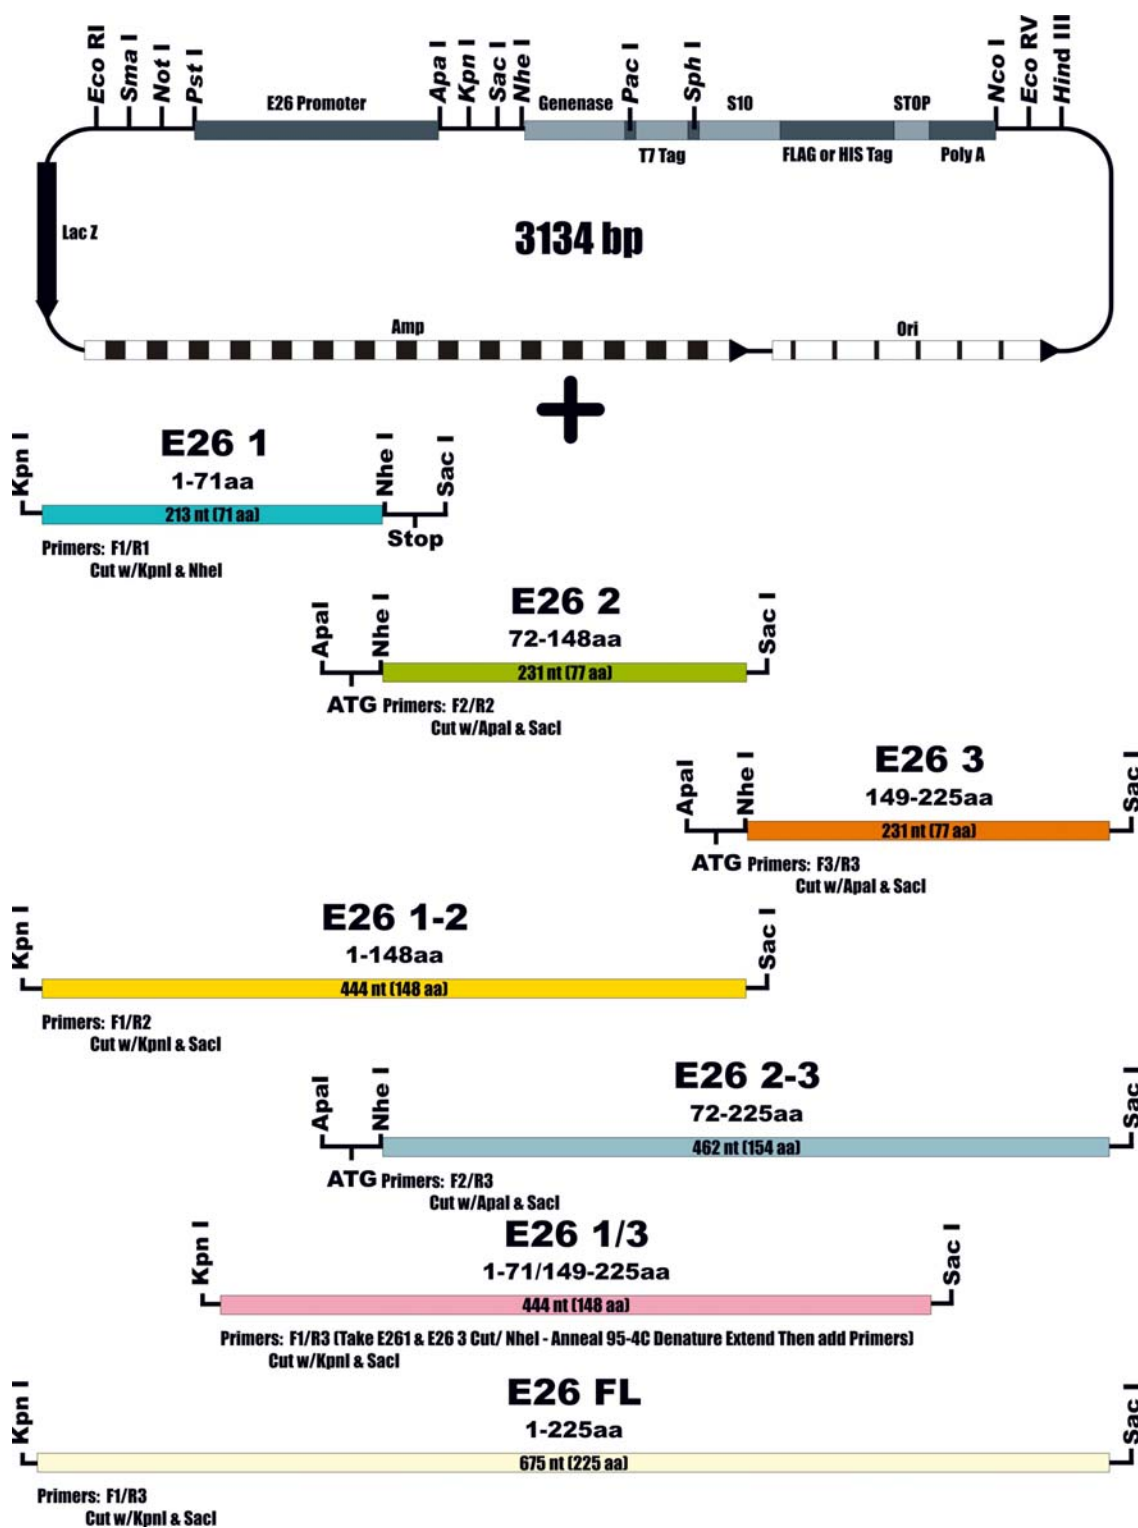 Eco RI
Sma I
Not I
Pst I
E26 Promoter
Apa I
Kpn I
Sac I
Nhe I
Genenase
Pac I
Sph I
S10
STOP
Nco I
Eco RV
Hind III
T7 Tag
FLAG or HIS Tag
Poly A
Lac Z
3134 bp
Amp
Ori
+
Kpn I
E26 1
1-71aa
Nhe I
Sac I
213 nt (71 aa)
Stop
Primers: F1/R1
Cut w/KpnI & NheI
ApaI
Nhe I
E26 2
72-148aa
Sac I
231 nt (77 aa)
ATG
Primers: F2/R2
Cut w/ApaI & SacI
ApaI
Nhe I
E26 3
149-225aa
Sac I
231 nt (77 aa)
ATG
Primers: F3/R3
Cut w/ApaI & SacI
Kpn I
E26 1-2
1-148aa
Sac I
444 nt (148 aa)
Primers: F1/R2
Cut w/KpnI & SacI
ApaI
Nhe I
E26 2-3
72-225aa
Sac I
462 nt (154 aa)
ATG
Primers: F2/R3
Cut w/ApaI & SacI
Kpn I
E26 1/3
1-71/149-225aa
Sac I
444 nt (148 aa)
Primers: F1/R3 (Take E261 & E26 3 Cut/ NheI - Anneal 95-4C Denature Extend Then add Primers)
Cut w/KpnI & SacI
Kpn I
E26 FL
1-225aa
Sac I
675 nt (225 aa)
Primers: F1/R3
Cut w/KpnI & SacI